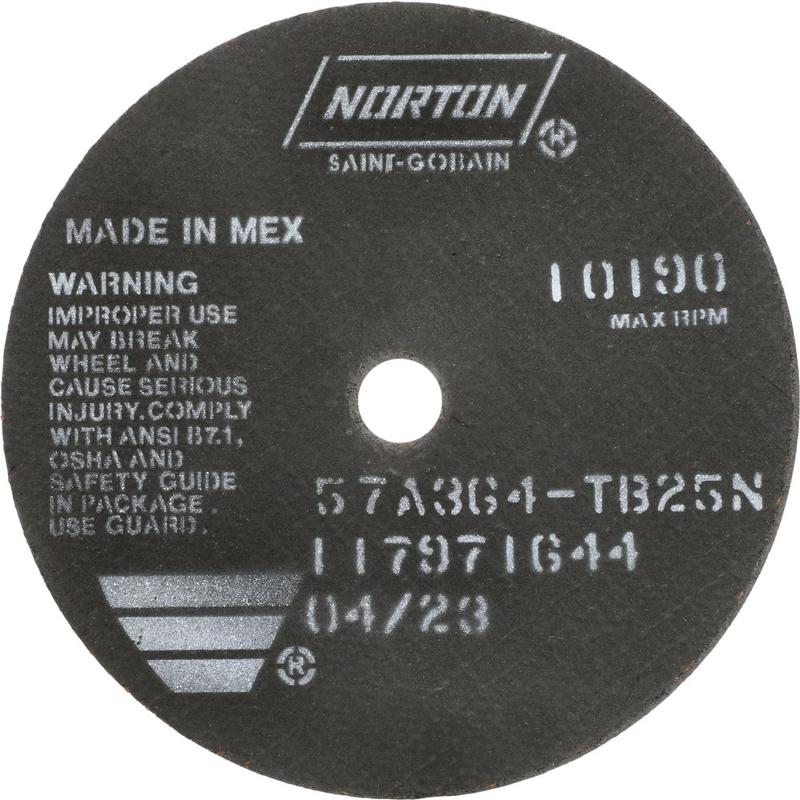 NORTON
®
SAINT-GOBAIN
MADE IN MEX
10190
MAX RPM
WARNING
IMPROPER USE
MAY BREAK
WHEEL AND
CAUSE SERIOUS
INJURY. COMPLY
WITH ANSI B7.1,
OSHA AND
SAFETY GUIDE
IN PACKAGE.
USE GUARD.
57A364-TB25N
117971644
04/23
®